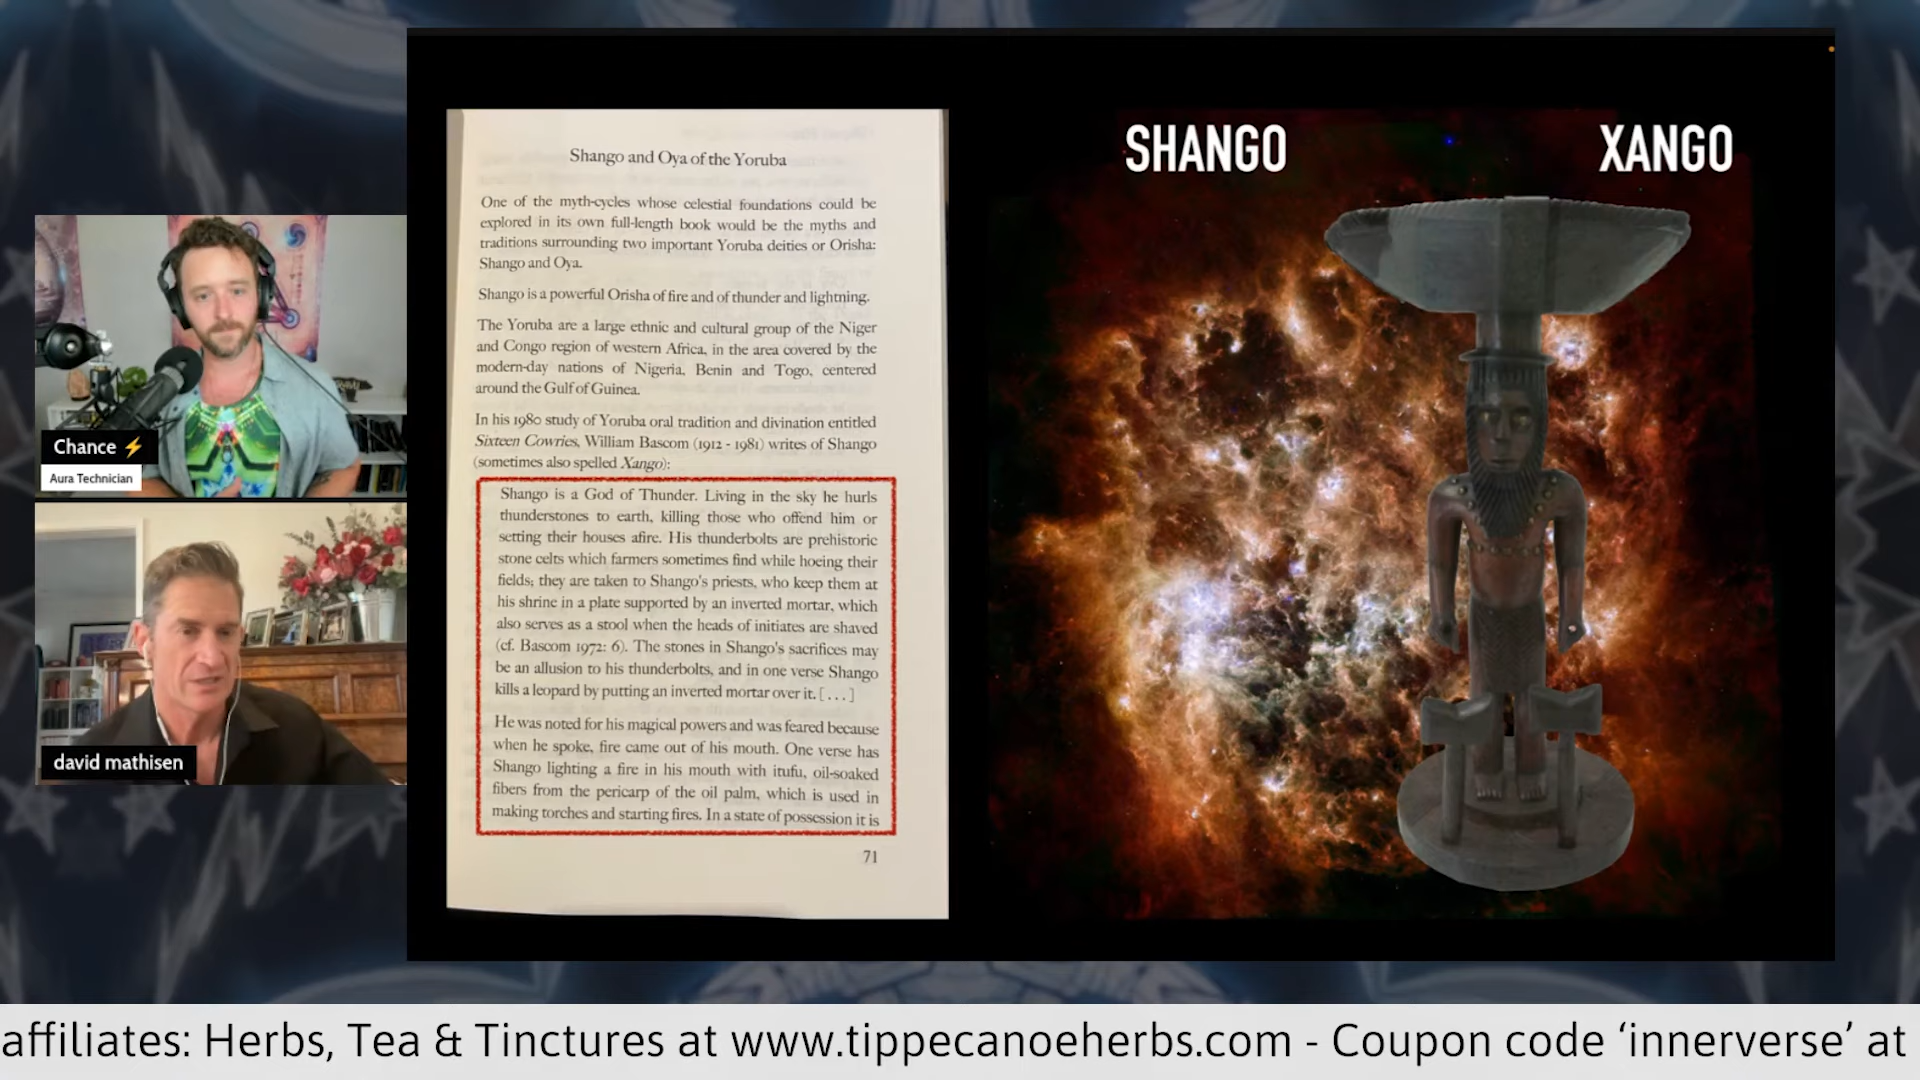 SHANGO
XANGO
Shango and Oya of the Yoruba
One of the myth-cycles whose celestial foundations could be
explored in its own full-length book would be the myths and
traditions surrounding two important Yoruba deities or Orisha:
Shango and Oya.
Shango is a powerful Orisha of fire and of thunder and lightning.
The Yoruba are a large ethnic and cultural group of the Niger
and Congo region of western Africa, in the area covered by the
modern-day nations of Nigeria, Benin and Togo, centered
around the Gulf of Guinea.
In his 1980 study of Yoruba oral tradition and divination entitled
Sixteen Cowries, William Bascom (1912 - 1981) writes of Shango
(sometimes also spelled Xango):
Shango is a God of Thunder. Living in the sky he hurls
thunderstones to earth, killing those who offend him or
setting their houses afire. His thunderbolts are prehistoric
stone celts which farmers sometimes find while hoeing their
fields; they are taken to Shango's priests, who keep them at
his shrine in a plate supported by an inverted mortar, which
also serves as a stool when the heads of initiates are shaved
(cf. Bascom 1972: 6). The stones in Shango's sacrifices may
be an allusion to his thunderbolts, and in one verse Shango
kills a leopard by putting an inverted mortar over it. [ . . . ]
He was noted for his magical powers and was feared because
when he spoke, fire came out of his mouth. One verse has
Shango lighting a fire in his mouth with itufu, oil-soaked
fibers from the pericarp of the oil palm, which is used in
making torches and starting fires. In a state of possession it is
71
Chance ⚡
Aura Technician
david mathisen
affiliates: Herbs, Tea & Tinctures at www.tippecanoeherbs.com - Coupon code ‘innerverse’ at